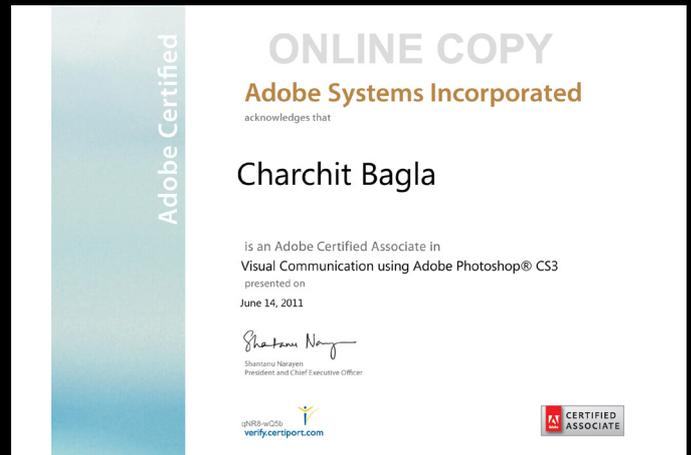 ONLINE COPY
Adobe Certified
Adobe Systems Incorporated
acknowledges that
Charchit Bagla
is an Adobe Certified Associate in
Visual Communication using Adobe Photoshop® CS3
presented on
June 14, 2011
Shantanu Narayen
President and Chief Executive Officer
qNR8-wQ5b
verify.certiport.com
CERTIFIED
ASSOCIATE